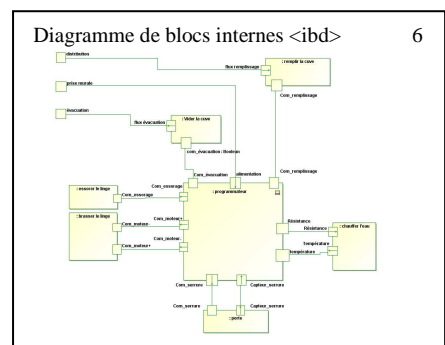 Diagramme de blocs internes <ibd> 6
distribution
flux remplissage
: remplir la cuve
prise murale
Com_remplissage
évacuation
flux évacuation
: Vider la cuve
com_évacuation : Boolean
Com_évacuation
alimentation
Com_remplissage
: essorer le linge
Com_essorage
Com_essorage
: programmateur
: brasser le linge
Com_moteur+
Com_moteur-
Com_moteur-
Com_moteur+
Résistance
Résistance
: chauffer l'eau
Température
température
Com_serrure
Capteur_serrure
Com_serrure
Capteur_serrure
: porte